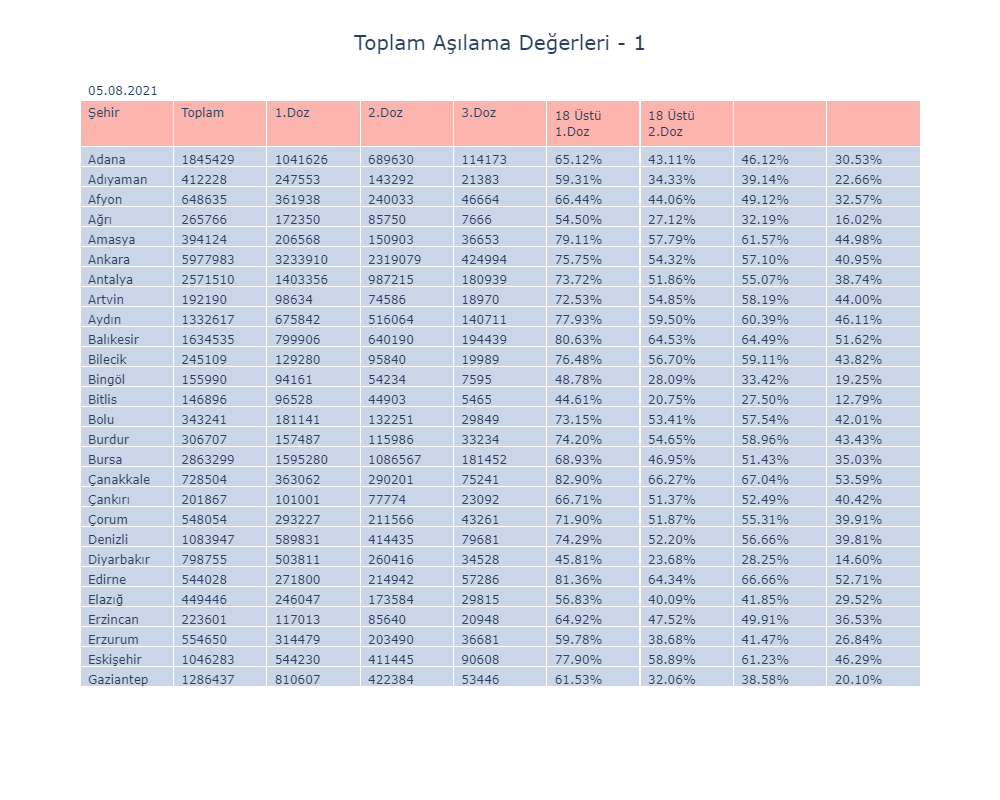 Toplam Aşılama Değerleri - 1
05.08.2021
Şehir Toplam 1.Doz 2.Doz 3.Doz 18 Üstü 1.Doz 18 Üstü 2.Doz
Adana 1845429 1041626 689630 114173 65.12% 43.11% 46.12% 30.53%
Adıyaman 412228 247553 143292 21383 59.31% 34.33% 39.14% 22.66%
Afyon 648635 361938 240033 46664 66.44% 44.06% 49.12% 32.57%
Ağrı 265766 172350 85750 7666 54.50% 27.12% 32.19% 16.02%
Amasya 394124 206568 150903 36653 79.11% 57.79% 61.57% 44.98%
Ankara 5977983 3233910 2319079 424994 75.75% 54.32% 57.10% 40.95%
Antalya 2571510 1403356 987215 180939 73.72% 51.86% 55.07% 38.74%
Artvin 192190 98634 74586 18970 72.53% 54.85% 58.19% 44.00%
Aydın 1332617 675842 516064 140711 77.93% 59.50% 60.39% 46.11%
Balıkesir 1634535 799906 640190 194439 80.63% 64.53% 64.49% 51.62%
Bilecik 245109 129280 95840 19989 76.48% 56.70% 59.11% 43.82%
Bingöl 155990 94161 54234 7595 48.78% 28.09% 33.42% 19.25%
Bitlis 146896 96528 44903 5465 44.61% 20.75% 27.50% 12.79%
Bolu 343241 181141 132251 29849 73.15% 53.41% 57.54% 42.01%
Burdur 306707 157487 115986 33234 74.20% 54.65% 58.96% 43.43%
Bursa 2863299 1595280 1086567 181452 68.93% 46.95% 51.43% 35.03%
Çanakkale 728504 363062 290201 75241 82.90% 66.27% 67.04% 53.59%
Çankırı 201867 101001 77774 23092 66.71% 51.37% 52.49% 40.42%
Çorum 548054 293227 211566 43261 71.90% 51.87% 55.31% 39.91%
Denizli 1083947 589831 414435 79681 74.29% 52.20% 56.66% 39.81%
Diyarbakır 798755 503811 260416 34528 45.81% 23.68% 28.25% 14.60%
Edirne 544028 271800 214942 57286 81.36% 64.34% 66.66% 52.71%
Elazığ 449446 246047 173584 29815 56.83% 40.09% 41.85% 29.52%
Erzincan 223601 117013 85640 20948 64.92% 47.52% 49.91% 36.53%
Erzurum 554650 314479 203490 36681 59.78% 38.68% 41.47% 26.84%
Eskişehir 1046283 544230 411445 90608 77.90% 58.89% 61.23% 46.29%
Gaziantep 1286437 810607 422384 53446 61.53% 32.06% 38.58% 20.10%